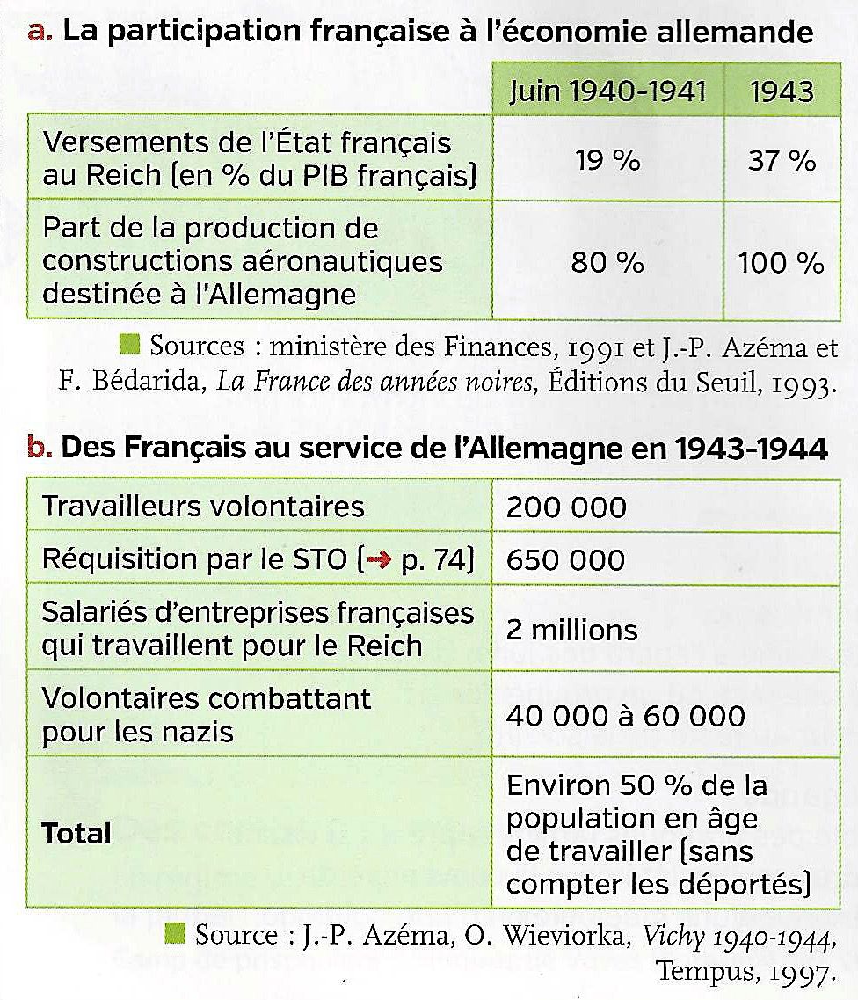 a. La participation française à l'économie allemande
Juin 1940-1941 1943
Versements de l'État français
au Reich (en % du PIB français)
19 % 37 %
Part de la production de
constructions aéronautiques
destinée à l'Allemagne
80 % 100 %
Sources : ministère des Finances, 1991 et J.-P. Azéma et
F. Bédarida, La France des années noires, Éditions du Seuil, 1993.
b. Des Français au service de l'Allemagne en 1943-1944
Travailleurs volontaires 200 000
Réquisition par le STO (➔ p. 74) 650 000
Salariés d'entreprises françaises
qui travaillent pour le Reich
2 millions
Volontaires combattant
pour les nazis
40 000 à 60 000
Total
Environ 50 % de la
population en âge
de travailler (sans
compter les déportés)
Source : J.-P. Azéma, O. Wieviorka, Vichy 1940-1944,
Tempus, 1997.